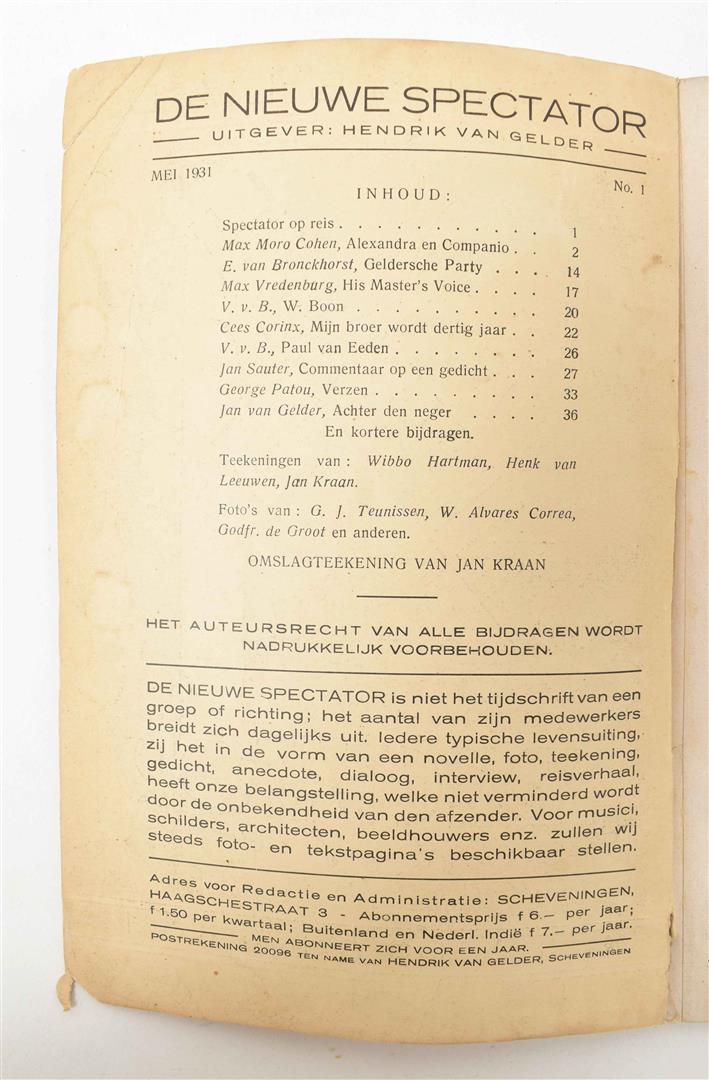 DE NIEUWE SPECTATOR
UITGEVER: HENDRIK VAN GELDER
MEI 1931 No. 1
INHOUD:
Spectator op reis . . . . . . . . . . . 1
Max Moro Cohen, Alexandra en Companio . . 2
E. van Bronckhorst, Geldersche Party . . . 14
Max Vredenburg, His Master's Voice . . . . 17
V. v. B., W. Boon . . . . . . . . . . 20
Cees Corinx, Mijn broer wordt dertig jaar . . 22
V. v. B., Paul van Eeden . . . . . . . . 26
Jan Sauter, Commentaar op een gedicht . . . 27
George Patou, Verzen . . . . . . . . . 33
Jan van Gelder, Achter den neger . . . . 36
En kortere bijdragen.
Teekeningen van : Wibbo Hartman, Henk van
Leeuwen, Jan Kraan.
Foto's van : G. J. Teunissen, W. Alvares Correa,
Godfr. de Groot en anderen.
OMSLAGTEEKENING VAN JAN KRAAN
HET AUTEURSRECHT VAN ALLE BIJDRAGEN WORDT
NADRUKKELIJK VOORBEHOUDEN.
DE NIEUWE SPECTATOR is niet het tijdschrift van een
groep of richting; het aantal van zijn medewerkers
breidt zich dagelijks uit. Iedere typische levensuiting,
zij het in de vorm van een novelle, foto, teekening,
gedicht, anecdote, dialoog, interview, reisverhaal,
heeft onze belangstelling, welke niet verminderd wordt
door de onbekendheid van den afzender. Voor musici,
schilders, architecten, beeldhouwers enz. zullen wij
steeds foto- en tekstpagina's beschikbaar stellen.
Adres voor Redactie en Administratie: SCHEVENINGEN,
HAAGSCHESTRAAT 3 - Abonnementsprijs f 6.— per jaar;
f 1.50 per kwartaal; Buitenland en Nederl. Indië f 7.— per jaar.
MEN ABONNEERT ZICH VOOR EEN JAAR.
POSTREKENING 20096 TEN NAME VAN HENDRIK VAN GELDER, SCHEVENINGEN